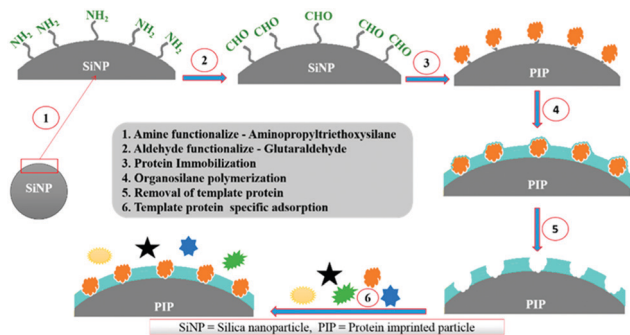 NH₂ NH₂ NH₂ NH₂ NH₂
SiNP
2
CHO CHO CHO CHO CHO
SiNP
3
PIP
1
4
SiNP
1. Amine functionalize - Aminopropyltriethoxysilane
2. Aldehyde functionalize - Glutaraldehyde
3. Protein Immobilization
4. Organosilane polymerization
5. Removal of template protein
6. Template protein specific adsorption
PIP
5
PIP
6
PIP
SiNP = Silica nanoparticle, PIP = Protein imprinted particle